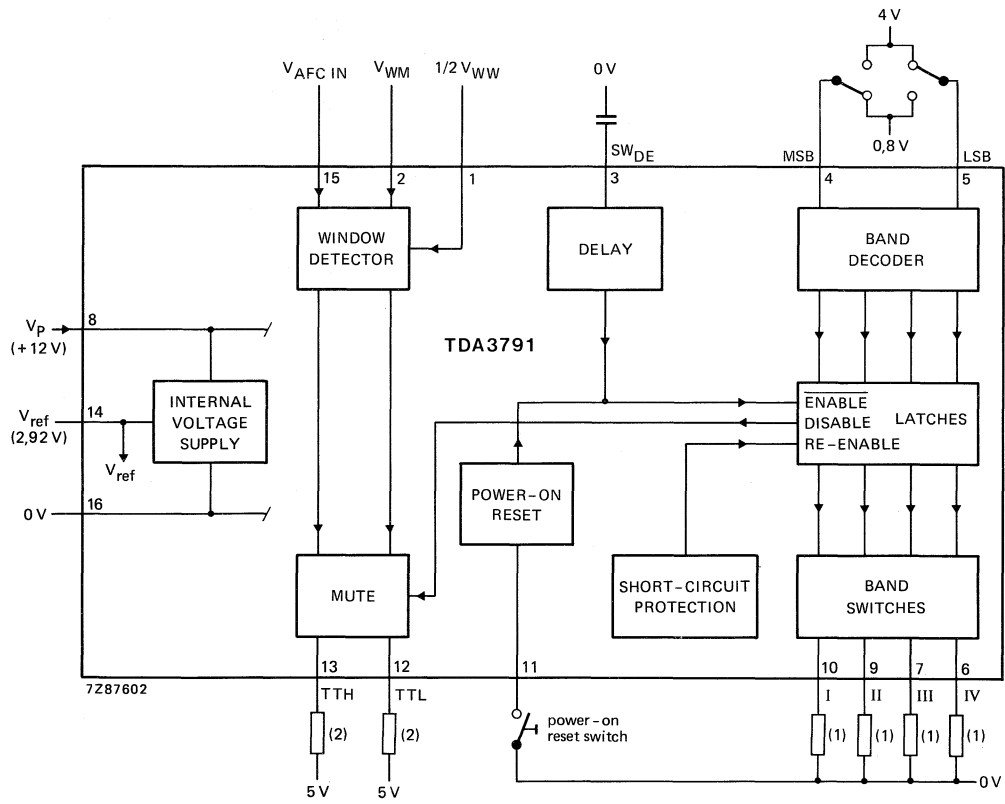 4 V
V AFC IN
V WM
1/2 V WW
0 V
0,8 V
SW DE
MSB
LSB
15
2
1
3
4
5
WINDOW
DETECTOR
DELAY
BAND
DECODER
V P
(+12 V)
8
TDA3791
V ref
(2,92 V)
14
INTERNAL
VOLTAGE
SUPPLY
V ref
ENABLE
DISABLE
RE-ENABLE
LATCHES
0 V
16
POWER-ON
RESET
MUTE
SHORT-CIRCUIT
PROTECTION
BAND
SWITCHES
13
12
11
10
9
7
6
7Z87602
TTH
TTL
I
II
III
IV
(2)
(2)
power-on
reset switch
(1)
(1)
(1)
(1)
5 V
5 V
0 V